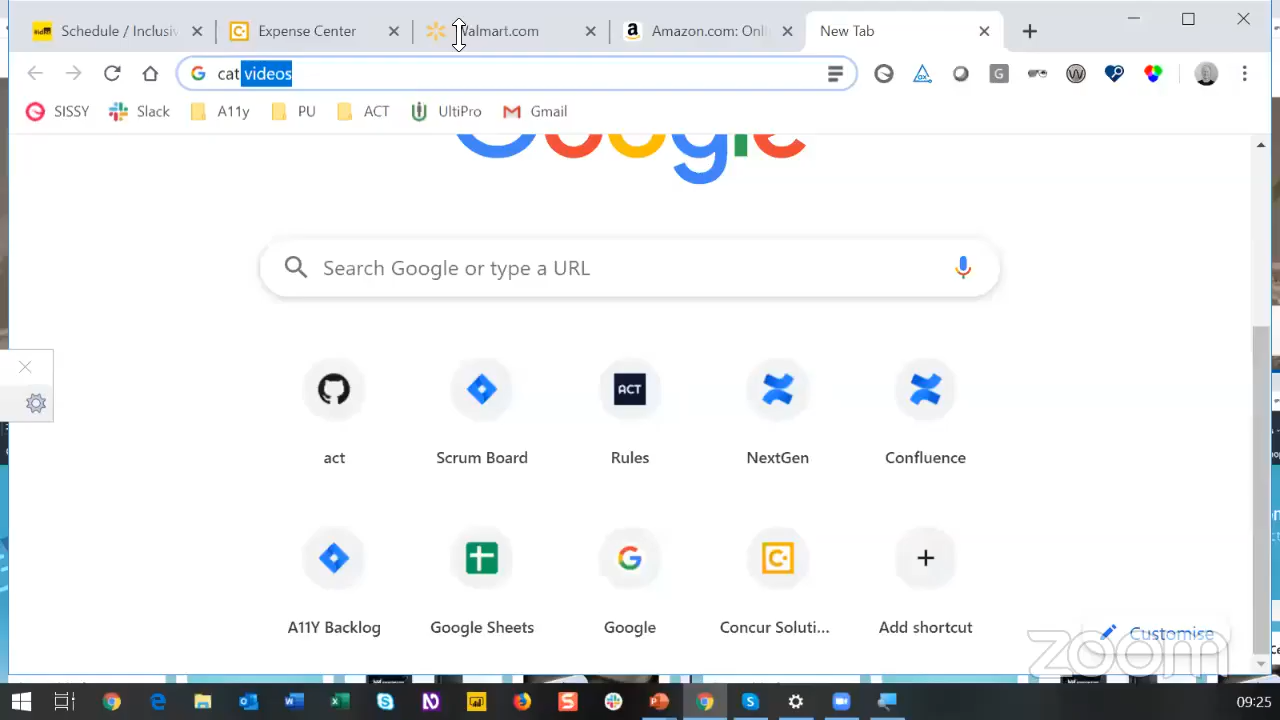 Schedule / Inclusiv
Expense Center
Walmart.com
Amazon.com: Onli
New Tab
cat videos
SISSY
Slack
A11y
PU
ACT
UltiPro
Gmail
Google
Search Google or type a URL
act
Scrum Board
ACT
Rules
NextGen
Confluence
A11Y Backlog
Google Sheets
Google
Concur Soluti...
Add shortcut
Customise
zoom
09:25